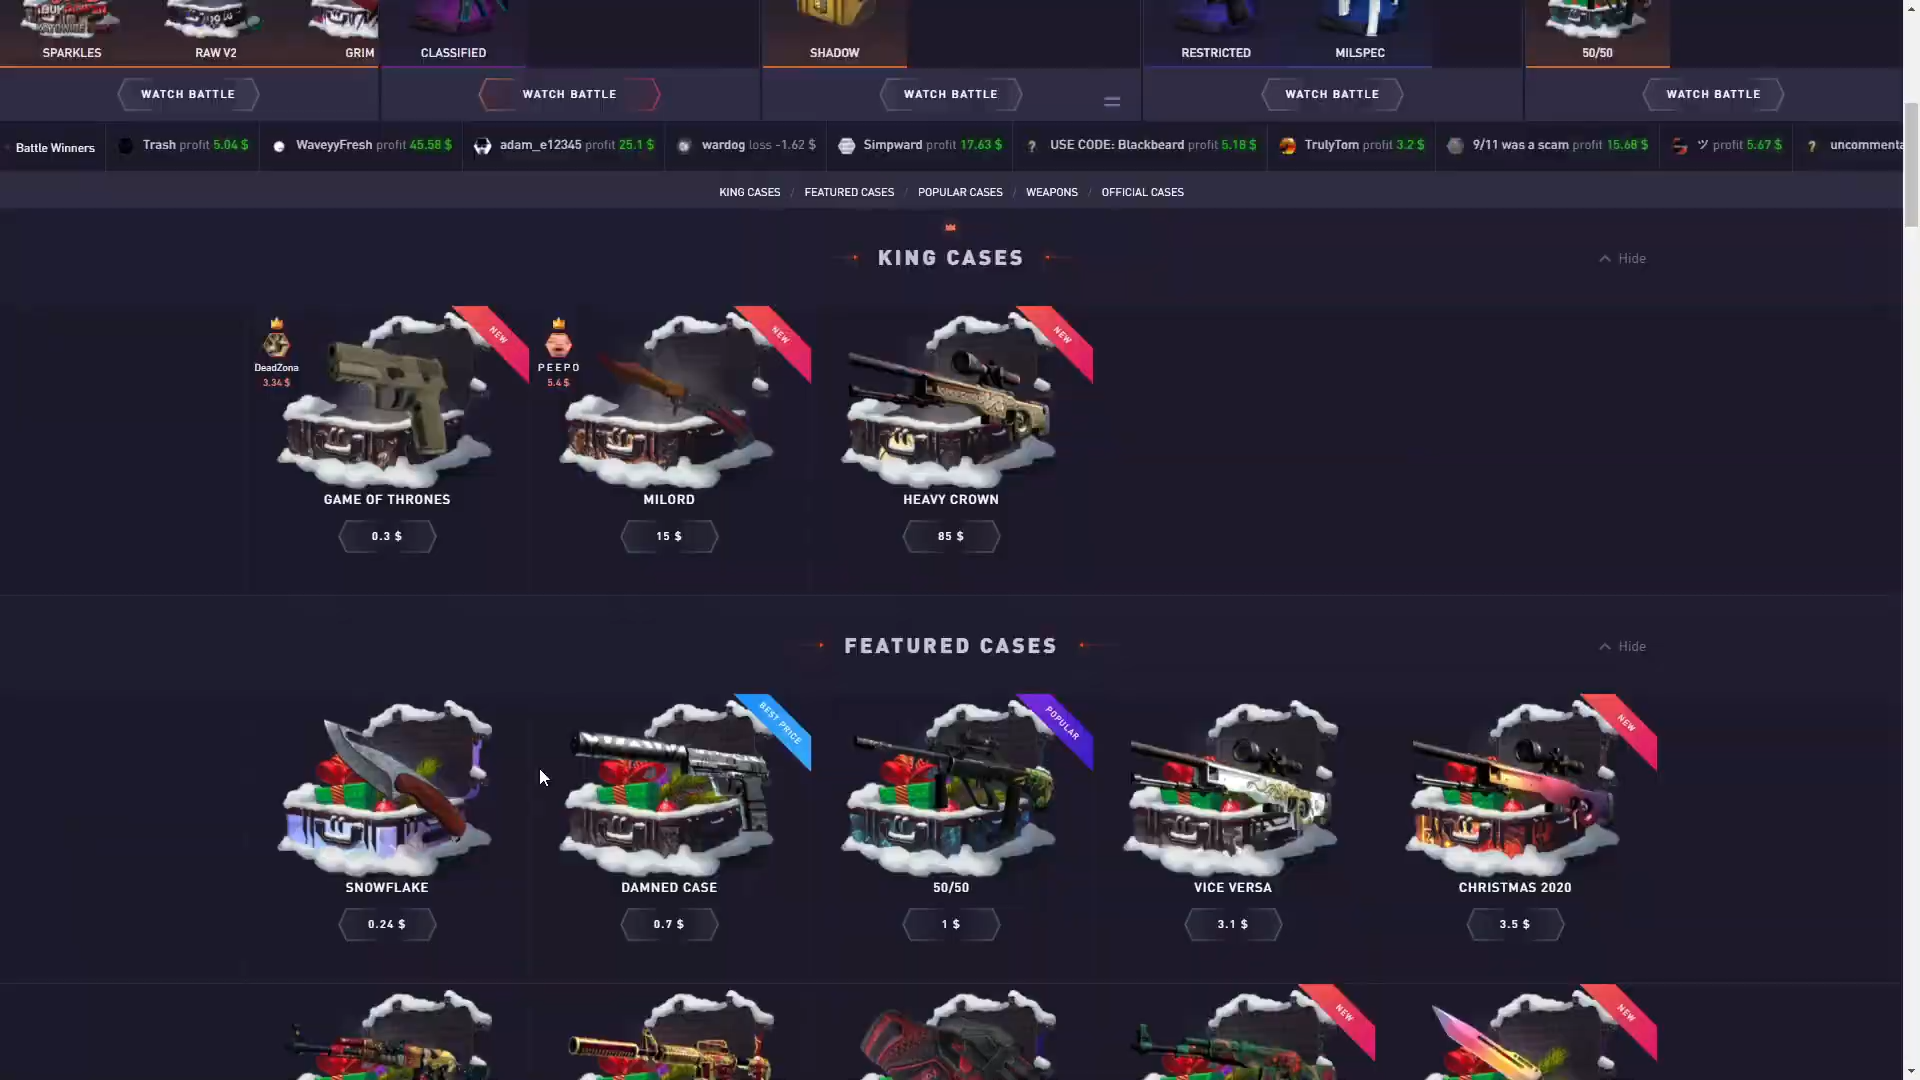 SPARKLES RAW V2 GRIM CLASSIFIED SHADOW RESTRICTED MILSPEC 50/50
WATCH BATTLE WATCH BATTLE WATCH BATTLE WATCH BATTLE WATCH BATTLE
Battle Winners Trash profit 5.04 $ WaveyyFresh profit 45.58 $ adam_e12345 profit 25.1 $ wardog loss -1.62 $ Simpward profit 17.63 $ USE CODE: Blackbeard profit 5.18 $ TrulyTom profit 3.2 $ 9/11 was a scam profit 15.68 $ ツ profit 5.67 $ uncommenta
KING CASES / FEATURED CASES / POPULAR CASES / WEAPONS / OFFICIAL CASES
KING CASES
Hide
NEW NEW NEW
DeadZona PEEPO
3.34 $ 5.4 $
GAME OF THRONES MILORD HEAVY CROWN
0.3 $ 15 $ 85 $
FEATURED CASES
Hide
BEST PRICE POPULAR NEW
SNOWFLAKE DAMNED CASE 50/50 VICE VERSA CHRISTMAS 2020
0.24 $ 0.7 $ 1 $ 3.1 $ 3.5 $
NEW NEW